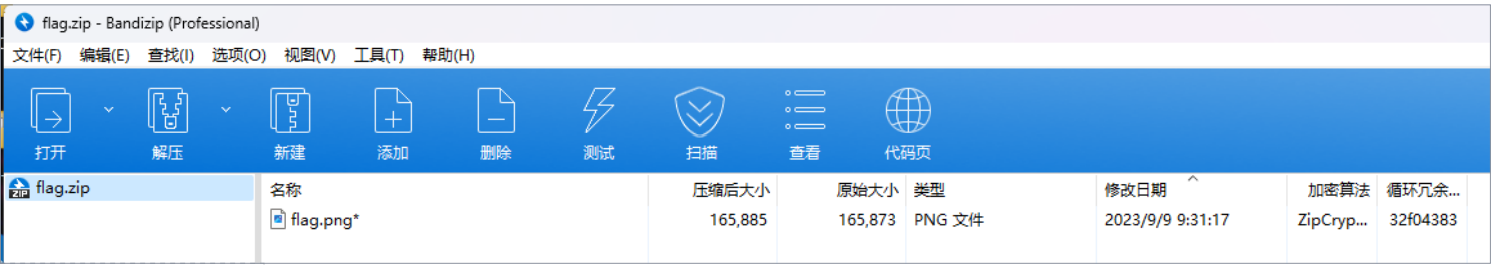 flag.zip - Bandizip (Professional)
文件(F) 编辑(E) 查找(I) 选项(O) 视图(V) 工具(T) 帮助(H)
打开 解压 新建 添加 删除 测试 扫描 查看 代码页
flag.zip 名称 压缩后大小 原始大小 类型 修改日期 加密算法 循环冗余...
flag.png* 165,885 165,873 PNG 文件 2023/9/9 9:31:17 ZipCryp... 32f04383